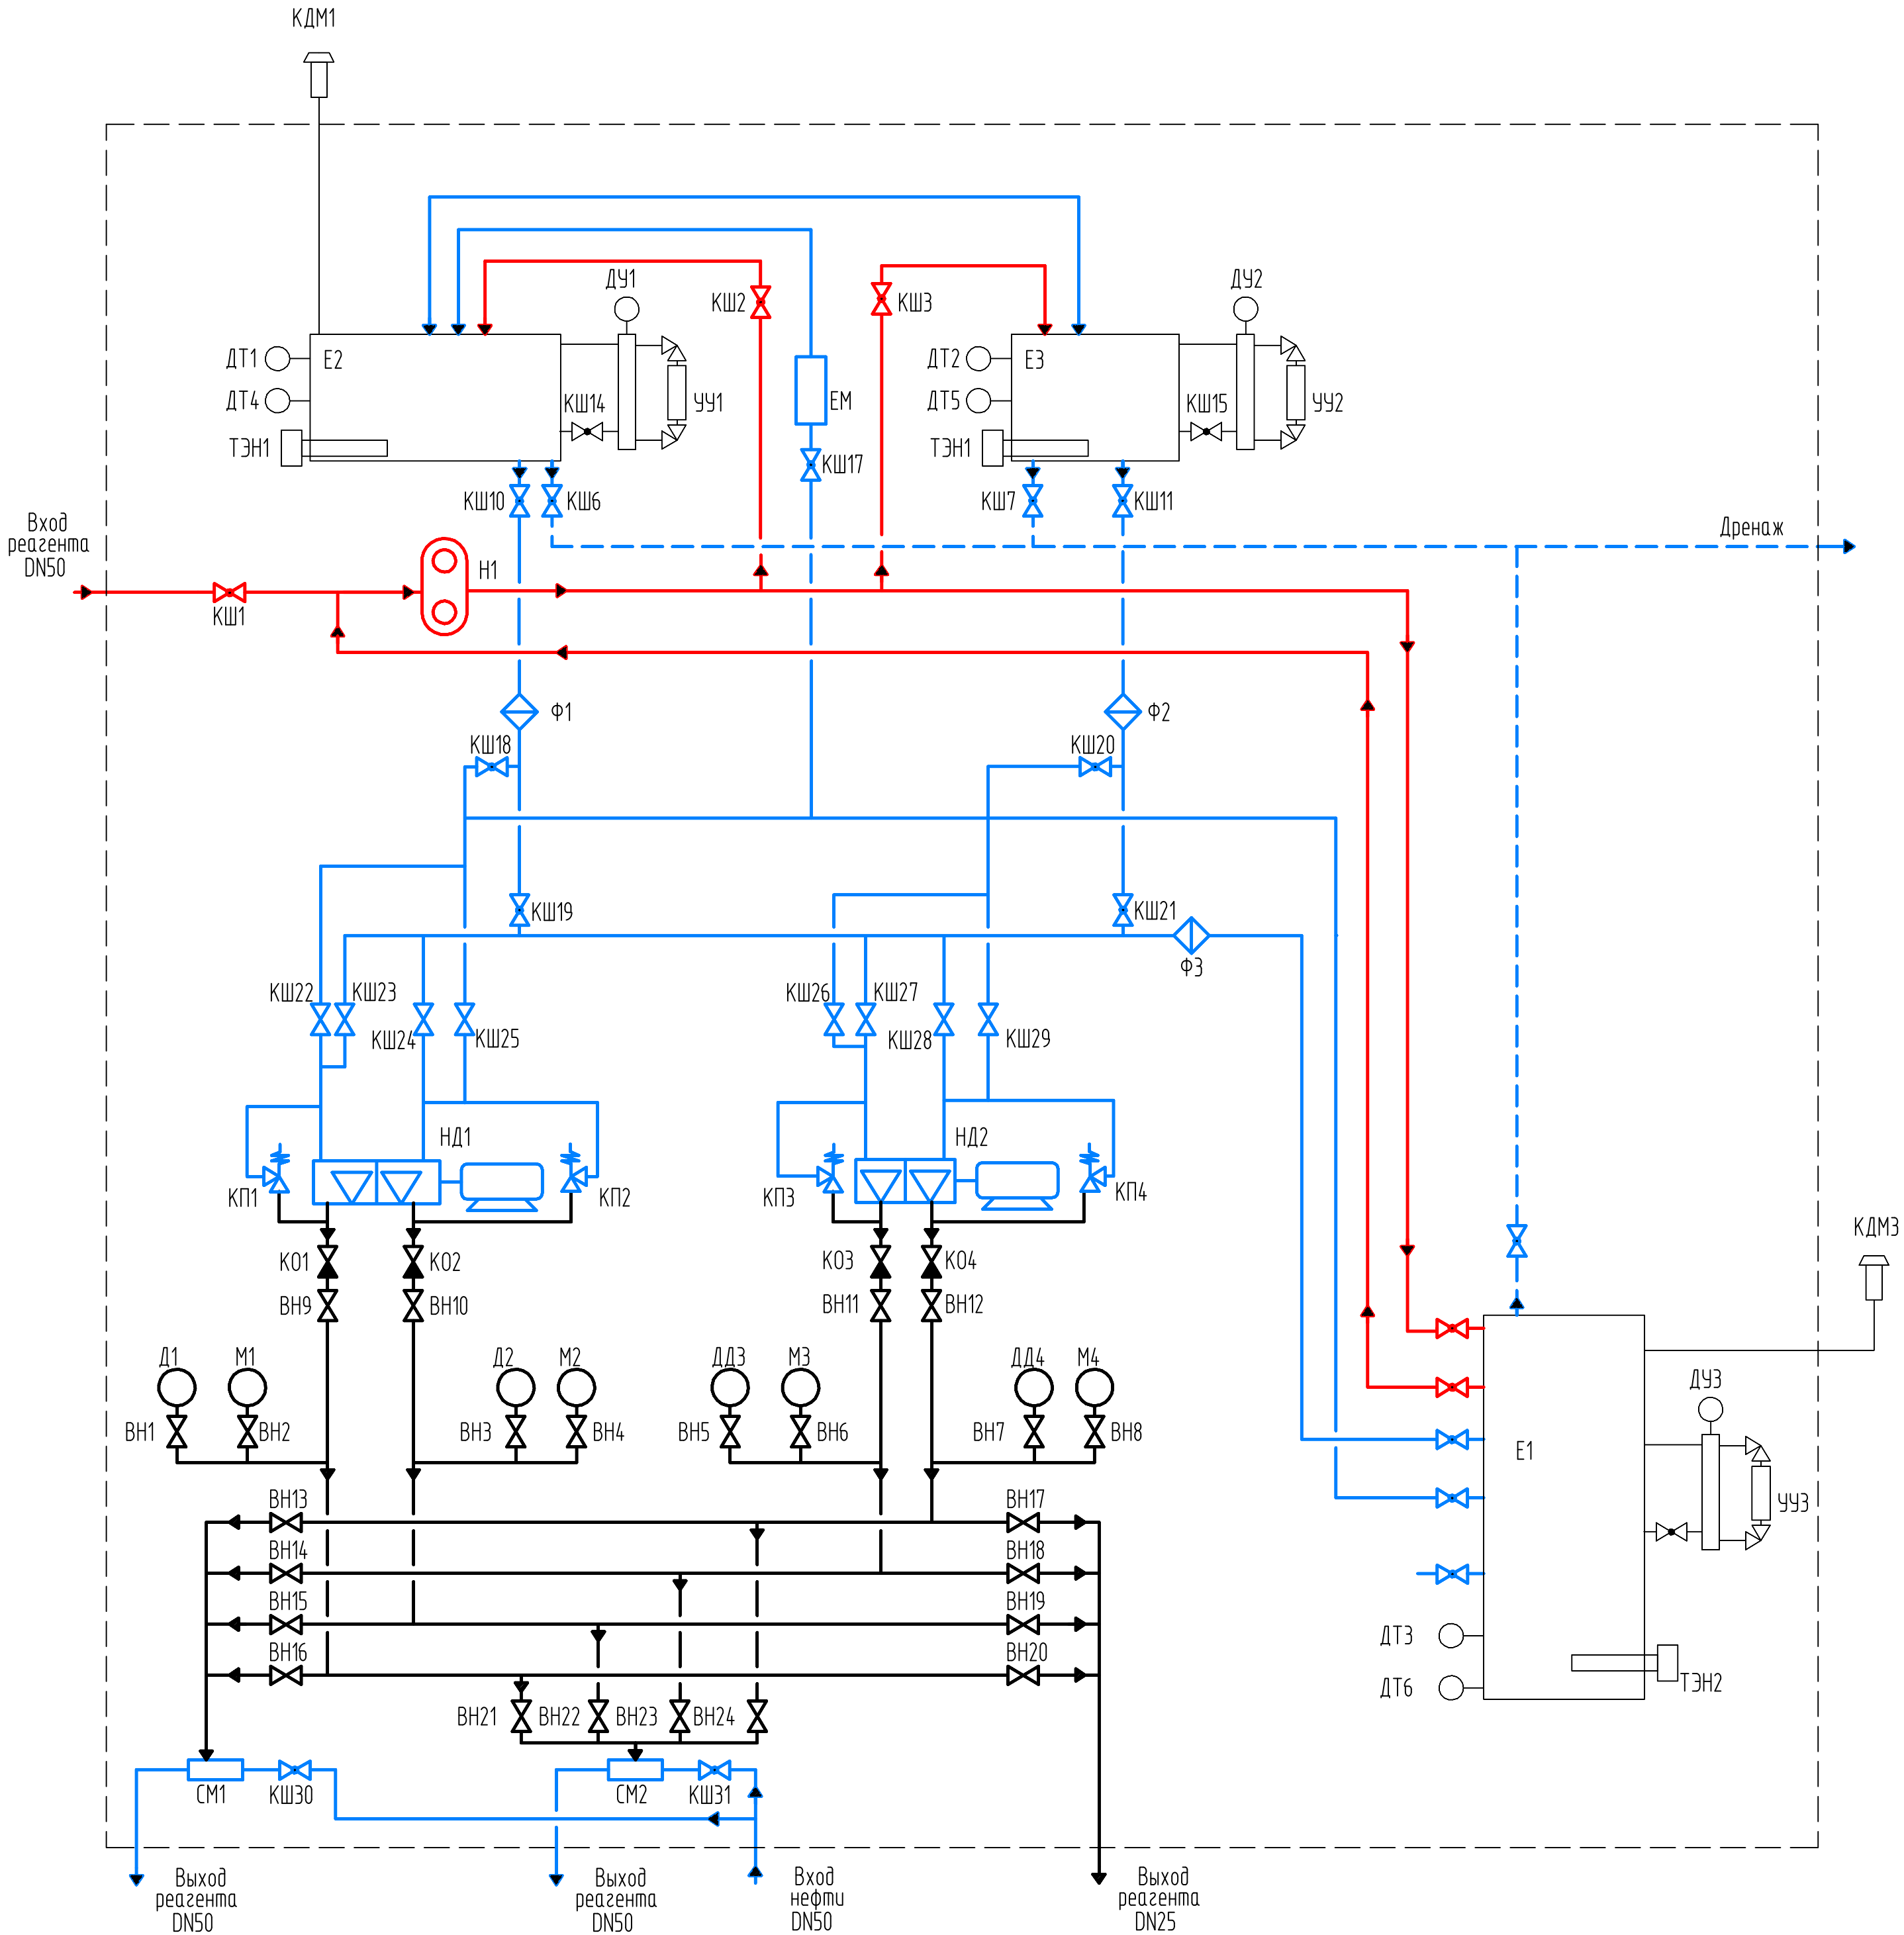 КДМ1
ДУ1
ДУ2
КШ2
КШ3
ДТ1
Е2
ДТ2
Е3
ДТ4
КШ14
УУ1
ЕМ
ДТ5
КШ15
УУ2
ТЭН1
КШ17
ТЭН1
КШ10
КШ6
КШ7
КШ11
Вход
реагента
DN50
Дренаж
Н1
КШ1
Ф1
Ф2
КШ18
КШ20
КШ19
КШ21
Ф3
КШ22
КШ23
КШ24
КШ25
КШ26
КШ27
КШ28
КШ29
НД1
НД2
КП1
КП2
КП3
КП4
КДМ3
КО1
КО2
КО3
КО4
ВН9
ВН10
ВН11
ВН12
Д1
М1
Д2
М2
ДД3
М3
ДД4
М4
ДУ3
ВН1
ВН2
ВН3
ВН4
ВН5
ВН6
ВН7
ВН8
Е1
ВН13
ВН17
УУ3
ВН14
ВН18
ВН15
ВН19
ДТ3
ВН16
ВН20
ДТ6
ТЭН2
ВН21
ВН22
ВН23
ВН24
СМ1
КШ30
СМ2
КШ31
Выход
реагента
DN50
Выход
реагента
DN50
Вход
нефти
DN50
Выход
реагента
DN25